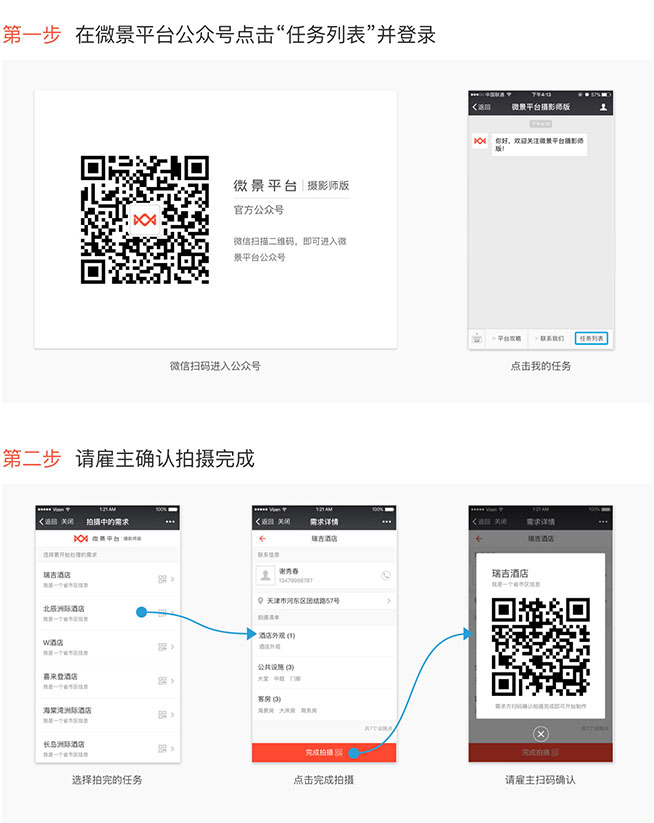 第一步 在微景平台公众号点击“任务列表”并登录
微景平台 | 摄影师版
官方公众号
微信扫描二维码，即可进入微
景平台公众号
微信扫码进入公众号
中国联通 下午4:13 57%
返回 微景平台摄影师版
你好，欢迎关注微景平台摄影师
版！
平台攻略 联系我们 任务列表
点击我的任务
第二步 请雇主确认拍摄完成
Vizen 1:21 AM 100%
返回 关闭 拍摄中的需求
微景平台 | 摄影师版
选择要开始处理的需求
瑞吉酒店
我是一个省市区信息
北辰洲际酒店
我是一个省市区信息
W酒店
我是一个省市区信息
喜来登酒店
我是一个省市区信息
海棠湾洲际酒店
我是一个省市区信息
长岛洲际酒店
我是一个省市区信息
选择拍完的任务
Vizen 1:21 AM 100%
返回 关闭 需求详情
瑞吉酒店
联系信息
谢秀春
13479866787
天津市河东区团结路57号
拍摄清单
酒店外观 (1)
酒店外观
公共设施 (3)
大堂 中庭 门廊
客房 (3)
海景房 大床房 商务房
完成拍摄
点击完成拍摄
Vizen 1:21 AM 100%
返回 关闭 需求详情
瑞吉酒店
瑞吉酒店
我是一个省市区信息
需求方扫码确认拍摄完成即可开始制作
完成拍摄
请雇主扫码确认